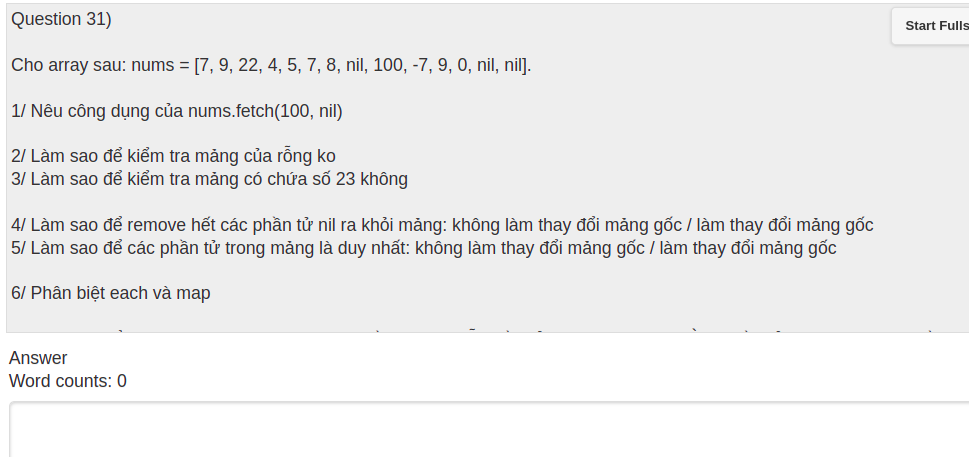 Question 31)
Start Fulls
Cho array sau: nums = [7, 9, 22, 4, 5, 7, 8, nil, 100, -7, 9, 0, nil, nil].
1/ Nêu công dụng của nums.fetch(100, nil)
2/ Làm sao để kiểm tra mảng của rỗng ko
3/ Làm sao để kiểm tra mảng có chứa số 23 không
4/ Làm sao để remove hết các phần tử nil ra khỏi mảng: không làm thay đổi mảng gốc / làm thay đổi mảng gốc
5/ Làm sao để các phần tử trong mảng là duy nhất: không làm thay đổi mảng gốc / làm thay đổi mảng gốc
6/ Phân biệt each và map
Answer
Word counts: 0